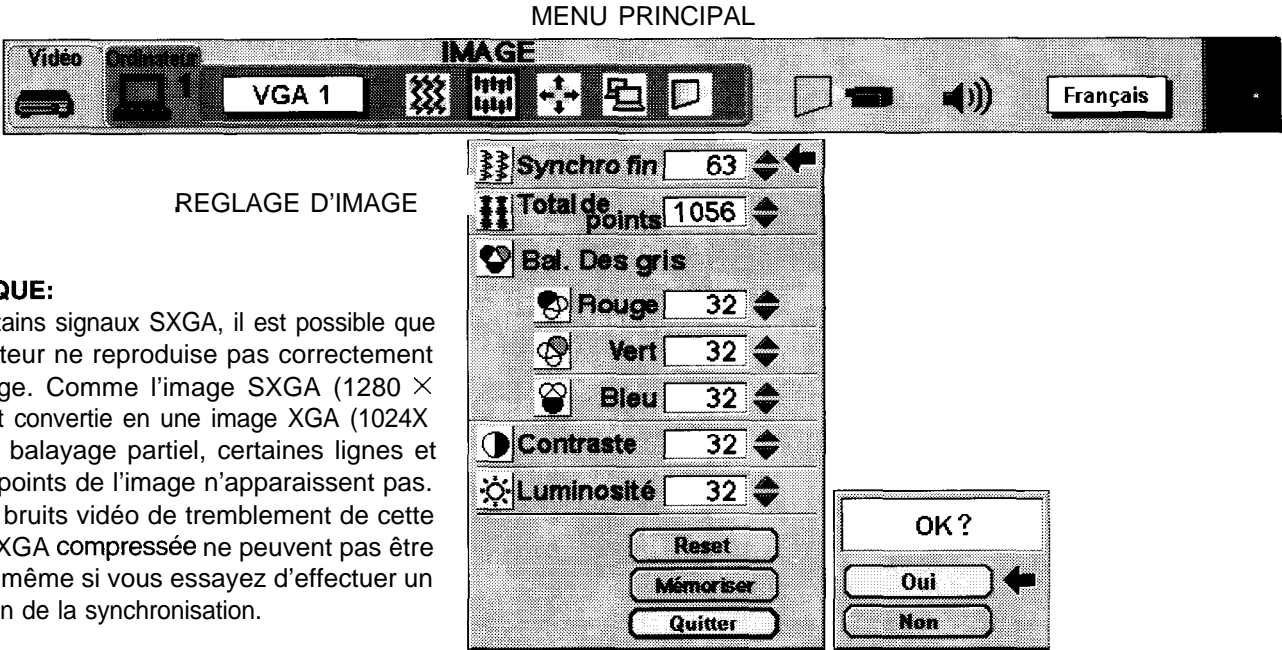 MENU PRINCIPAL
Vidéo Ordinateur IMAGE
1 VGA 1 Français
REGLAGE D'IMAGE
Synchro fin 63
Total de points 1056
Bal. Des gris
Rouge 32
Vert 32
Bleu 32
Contraste 32
Luminosité 32
Reset
Mémoriser
Quitter
OK?
Oui
Non
QUE:
tains signaux SXGA, il est possible que
teur ne reproduise pas correctement
ge. Comme l'image SXGA (1280 ×
t convertie en une image XGA (1024X
balayage partiel, certaines lignes et
points de l'image n'apparaissent pas.
bruits vidéo de tremblement de cette
XGA compressée ne peuvent pas être
même si vous essayez d'effectuer un
n de la synchronisation.